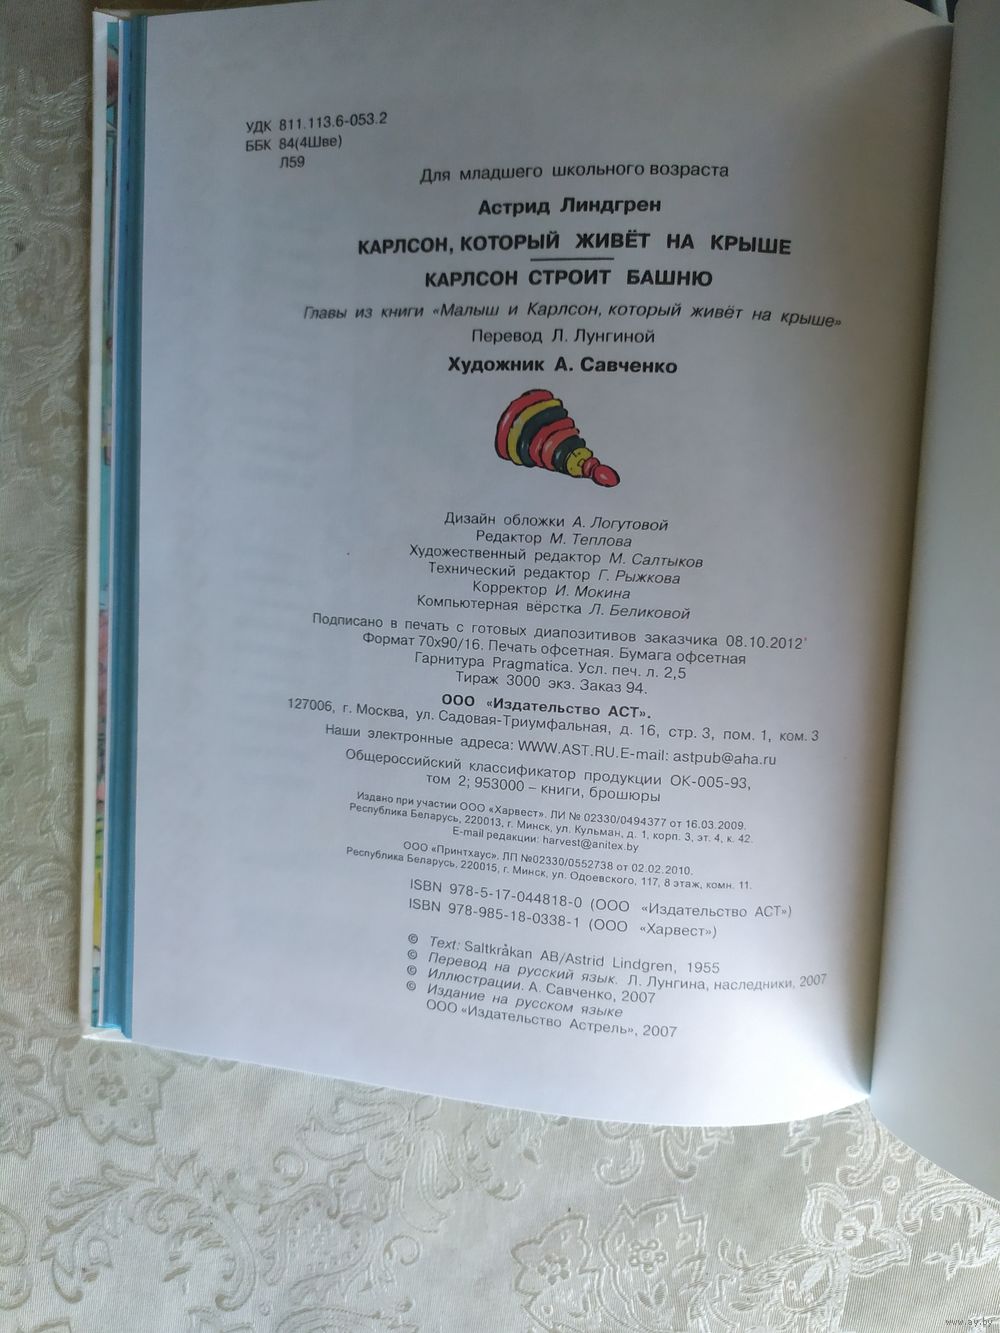 УДК 811.113.6-053.2
ББК 84(4Шве)
Л59
Для младшего школьного возраста
Астрид Линдгрен
КАРЛСОН, КОТОРЫЙ ЖИВЁТ НА КРЫШЕ
КАРЛСОН СТРОИТ БАШНЮ
Главы из книги «Малыш и Карлсон, который живёт на крыше»
Перевод Л. Лунгиной
Художник А. Савченко
Дизайн обложки А. Логутовой
Редактор М. Теплова
Художественный редактор М. Салтыков
Технический редактор Г. Рыжкова
Корректор И. Мокина
Компьютерная вёрстка Л. Беликовой
Подписано в печать с готовых диапозитивов заказчика 08.10.2012
Формат 70x90/16. Печать офсетная. Бумага офсетная
Гарнитура Pragmatica. Усл. печ. л. 2,5
Тираж 3000 экз. Заказ 94.
ООО «Издательство АСТ».
127006, г. Москва, ул. Садовая-Триумфальная, д. 16, стр. 3, пом. 1, ком. 3
Наши электронные адреса: WWW.AST.RU.E-mail: astpub@aha.ru
Общероссийский классификатор продукции ОК-005-93,
том 2; 953000 – книги, брошюры
Издано при участии ООО «Харвест». ЛИ № 02330/0494377 от 16.03.2009.
Республика Беларусь, 220013, г. Минск, ул. Кульман, д. 1, корп. 3, эт. 4, к. 42.
E-mail редакции: harvest@anitex.by
ООО «Принтхаус». ЛП №02330/0552738 от 02.02.2010.
Республика Беларусь, 220015, г. Минск, ул. Одоевского, 117, 8 этаж, комн. 11.
ISBN 978-5-17-044818-0 (ООО «Издательство АСТ»)
ISBN 978-985-18-0338-1 (ООО «Харвест»)
© Text: Saltkråkan AB/Astrid Lindgren, 1955
© Перевод на русский язык. Л. Лунгина, наследники, 2007
© Иллюстрации. А. Савченко, 2007
© Издание на русском языке
ООО «Издательство Астрель», 2007
www.ay.by